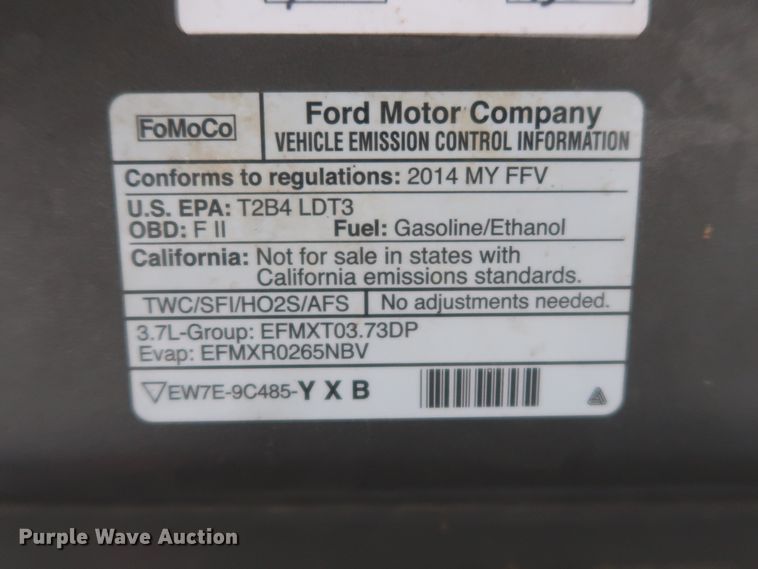 FoMoCo
Ford Motor Company
VEHICLE EMISSION CONTROL INFORMATION
Conforms to regulations: 2014 MY FFV
U.S. EPA: T2B4 LDT3
OBD: F II Fuel: Gasoline/Ethanol
California: Not for sale in states with
California emissions standards.
TWC/SFI/HO2S/AFS No adjustments needed.
3.7L-Group: EFMXT03.73DP
Evap: EFMXR0265NBV
EW7E-9C485-Y X B
Purple Wave Auction